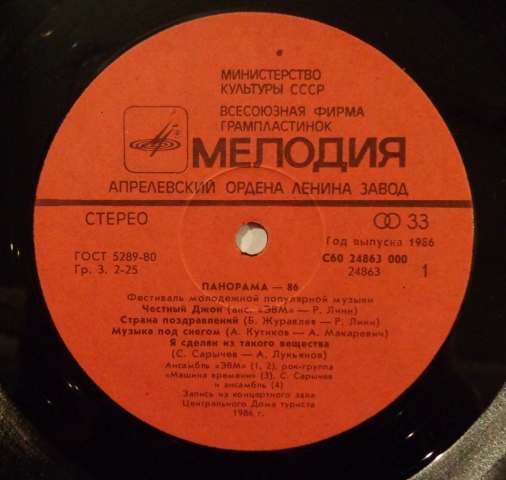 МИНИСТЕРСТВО
КУЛЬТУРЫ СССР
ВСЕСОЮЗНАЯ ФИРМА
ГРАМПЛАСТИНОК
МЕЛОДИЯ
АПРЕЛЕВСКИЙ ОРДЕНА ЛЕНИНА ЗАВОД
СТЕРЕО
33
Год выпуска 1986
ГОСТ 5289-80
С60 24863 000
Гр. 3. 2-25
24863 1
ПАНОРАМА — 86
Фестиваль молодежной популярной музыки
Честный Джон (анс. «ЭВМ» — Р. Линн)
Страна поздравлений (Б. Журавлев — Р. Линн)
Музыка под снегом (А. Кутиков — А. Макаревич)
Я сделан из такого вещества
(С. Сарычев — А. Лукьянов)
Ансамбль «ЭВМ» (1, 2), рок-группа
«Машина времени» (3), С. Сарычев
и ансамбль (4)
Запись из концертного зала
Центрального Дома туриста
1986 г.